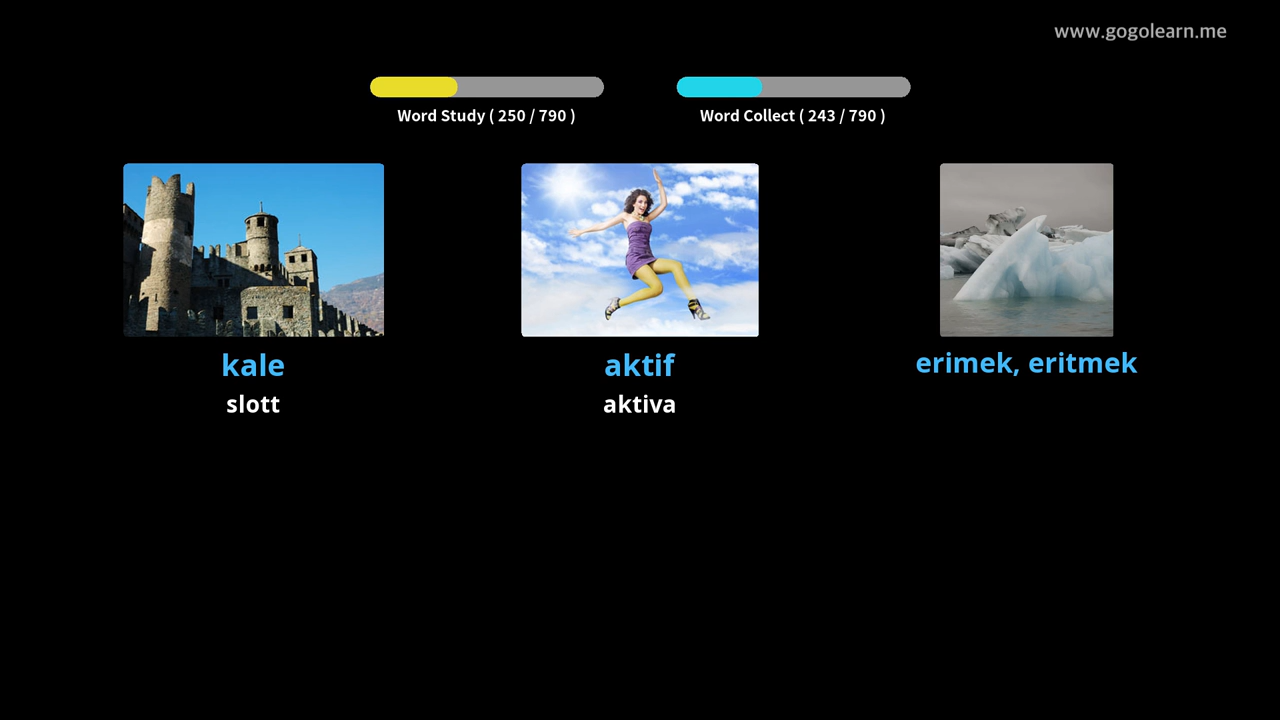 www.gogolearn.me
Word Study ( 250 / 790 )
Word Collect ( 243 / 790 )
kale
aktif
erimek, eritmek
slott
aktiva